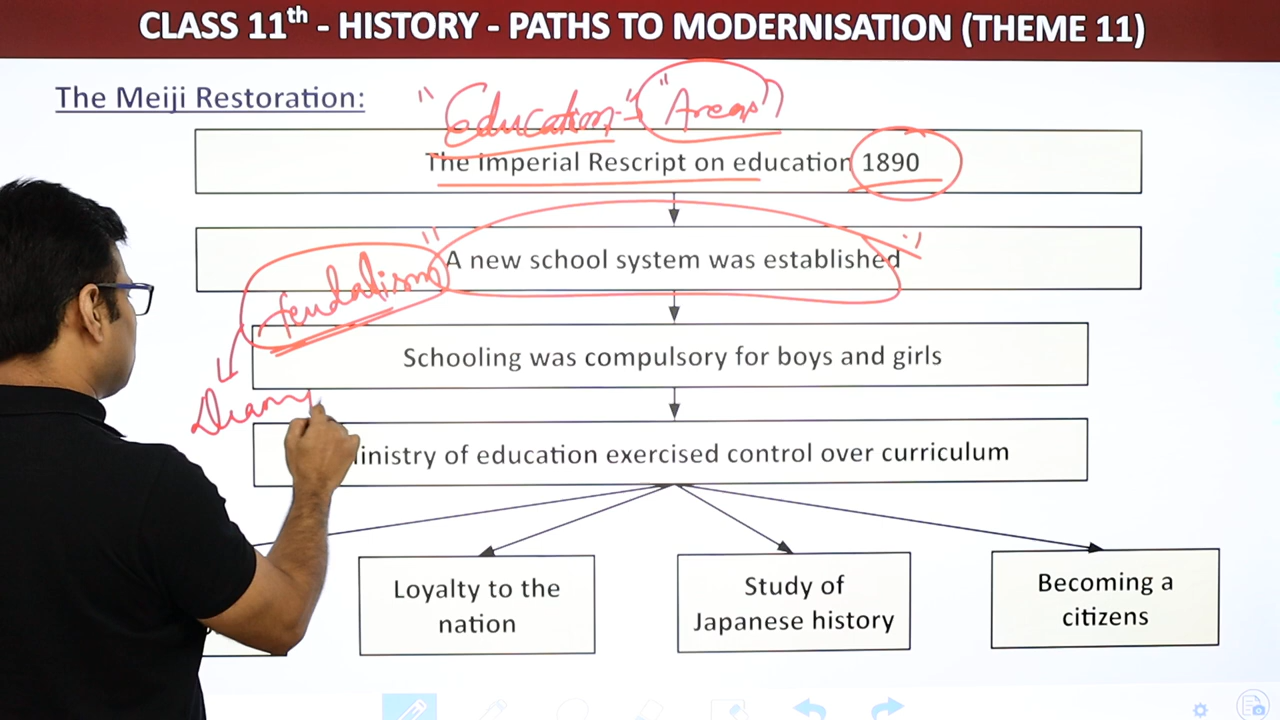 CLASS 11th - HISTORY - PATHS TO MODERNISATION (THEME 11)
The Meiji Restoration:
"Education" → "Areas"
The Imperial Rescript on education 1890
" A new school system was established "
feudalism
Schooling was compulsory for boys and girls
inistry of education exercised control over curriculum
Loyalty to the nation
Study of
Japanese history
Becoming a
citizens